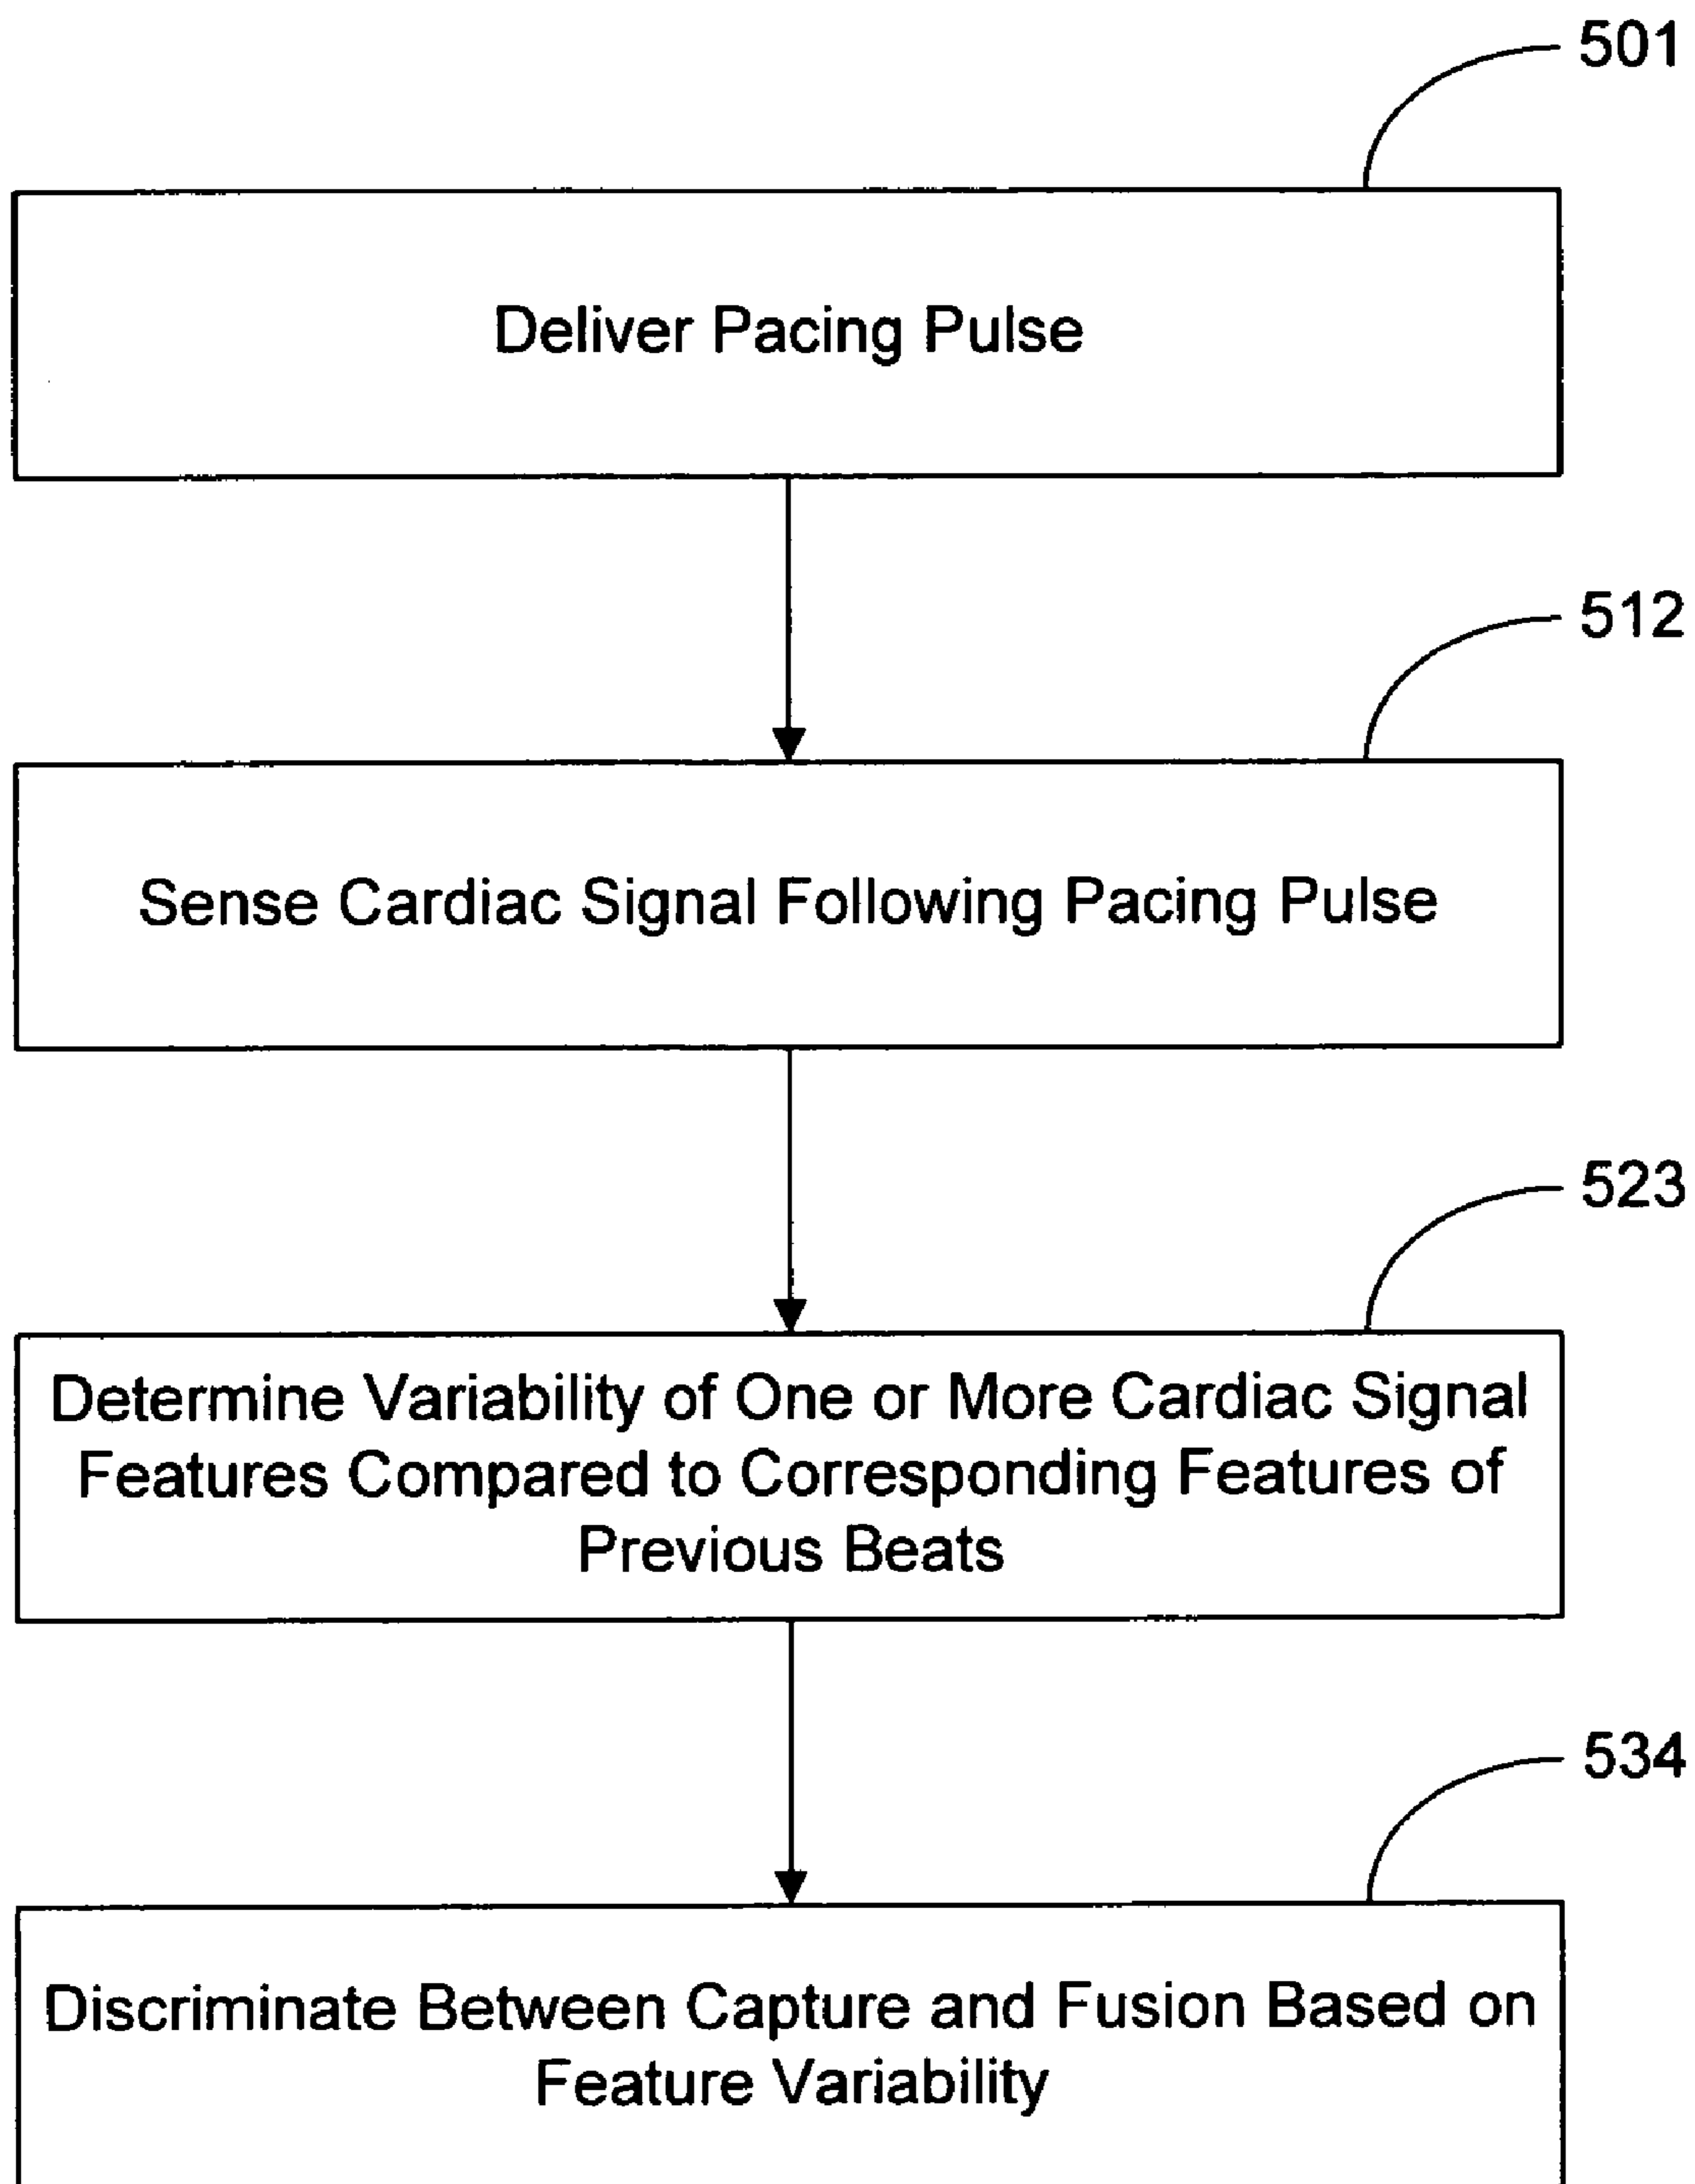 501
Deliver Pacing Pulse
512
Sense Cardiac Signal Following Pacing Pulse
523
Determine Variability of One or More Cardiac Signal
Features Compared to Corresponding Features of
Previous Beats
534
Discriminate Between Capture and Fusion Based on
Feature Variability